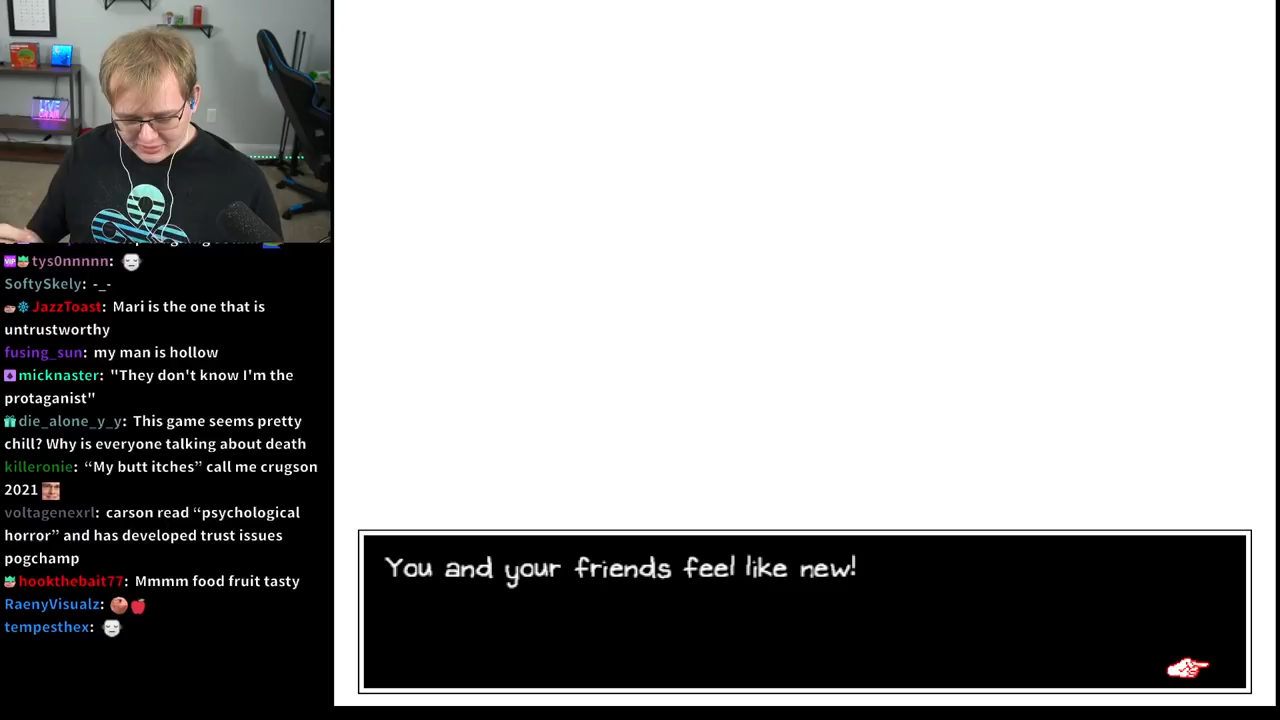 tys0nnnnn:
SoftySkely: -_-
JazzToast: Mari is the one that is
untrustworthy
fusing_sun: my man is hollow
micknaster: "They don't know I'm the
protaganist"
die_alone_y_y: This game seems pretty
chill? Why is everyone talking about death
killeronie: “My butt itches” call me crugson
2021
voltagenexrl: carson read “psychological
horror” and has developed trust issues
pogchamp
hookthebait77: Mmmm food fruit tasty
RaenyVisualz:
tempesthex:
You and your friends feel like new!